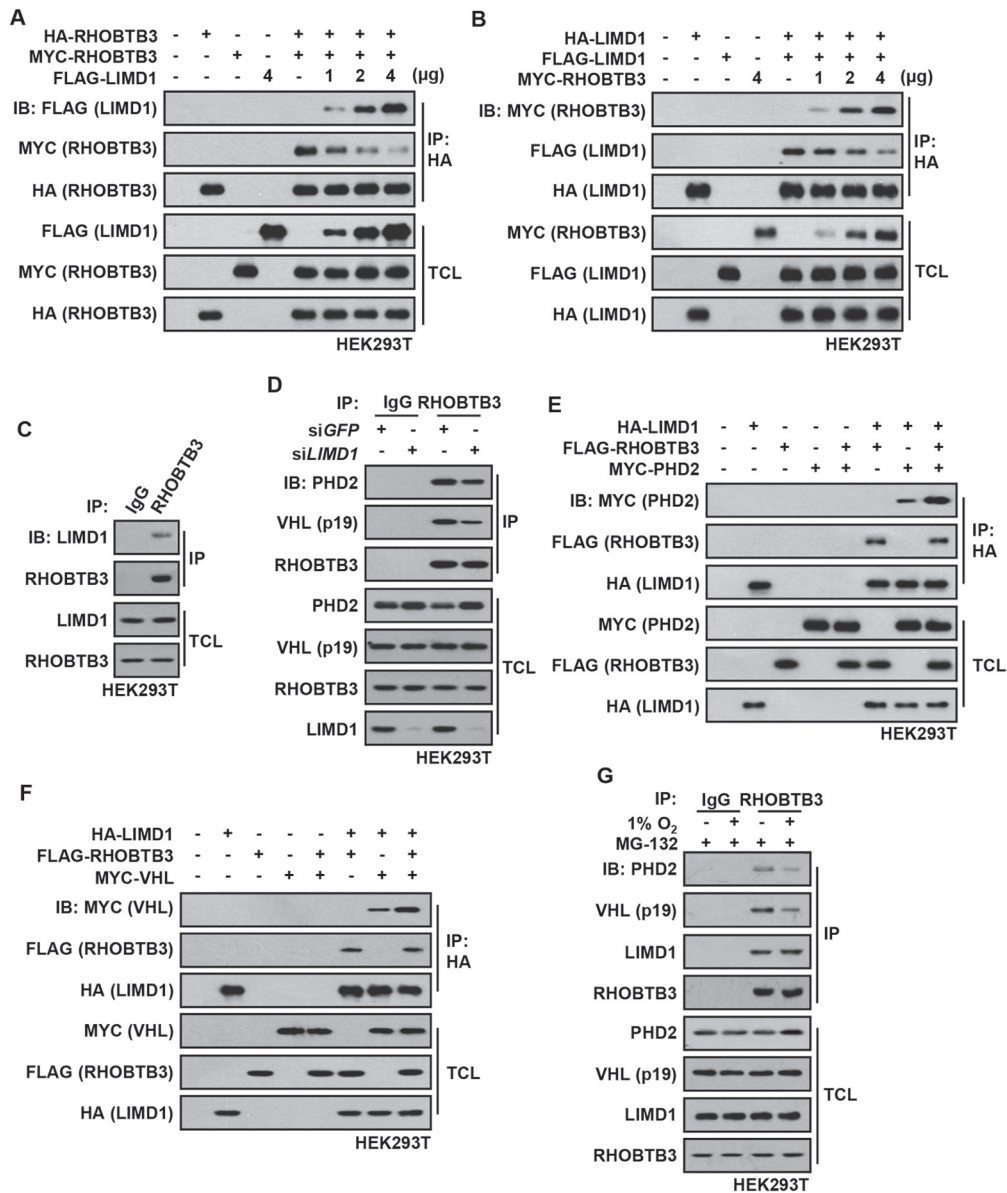 A
HA-RHOBTB3 - + - - + + + +
MYC-RHOBTB3 - - + - + + + +
FLAG-LIMD1 - - - 4 - 1 2 4 (µg)
IB: FLAG (LIMD1)
MYC (RHOBTB3)
HA (RHOBTB3)
IP: HA
FLAG (LIMD1)
MYC (RHOBTB3)
HA (RHOBTB3)
TCL
HEK293T
B
HA-LIMD1 - + - - + + + +
FLAG-LIMD1 - - + - + + + +
MYC-RHOBTB3 - - - 4 - 1 2 4 (µg)
IB: MYC (RHOBTB3)
FLAG (LIMD1)
HA (LIMD1)
IP: HA
MYC (RHOBTB3)
FLAG (LIMD1)
HA (LIMD1)
TCL
HEK293T
C
IP: IgG RHOBTB3
IB: LIMD1
RHOBTB3
IP
LIMD1
RHOBTB3
TCL
HEK293T
D
IP: IgG RHOBTB3
siGFP + - + -
siLIMD1 - + - +
IB: PHD2
VHL (p19)
RHOBTB3
IP
PHD2
VHL (p19)
RHOBTB3
LIMD1
TCL
HEK293T
E
HA-LIMD1 - + - - - + + +
FLAG-RHOBTB3 - - + - + + - +
MYC-PHD2 - - - + + - + +
IB: MYC (PHD2)
FLAG (RHOBTB3)
HA (LIMD1)
IP: HA
MYC (PHD2)
FLAG (RHOBTB3)
HA (LIMD1)
TCL
HEK293T
F
HA-LIMD1 - + - - - + + +
FLAG-RHOBTB3 - - + - + + - +
MYC-VHL - - - + + - + +
IB: MYC (VHL)
FLAG (RHOBTB3)
HA (LIMD1)
IP: HA
MYC (VHL)
FLAG (RHOBTB3)
HA (LIMD1)
TCL
HEK293T
G
IP: IgG RHOBTB3
1% O2 - + - +
MG-132 + + + +
IB: PHD2
VHL (p19)
LIMD1
RHOBTB3
IP
PHD2
VHL (p19)
LIMD1
RHOBTB3
TCL
HEK293T